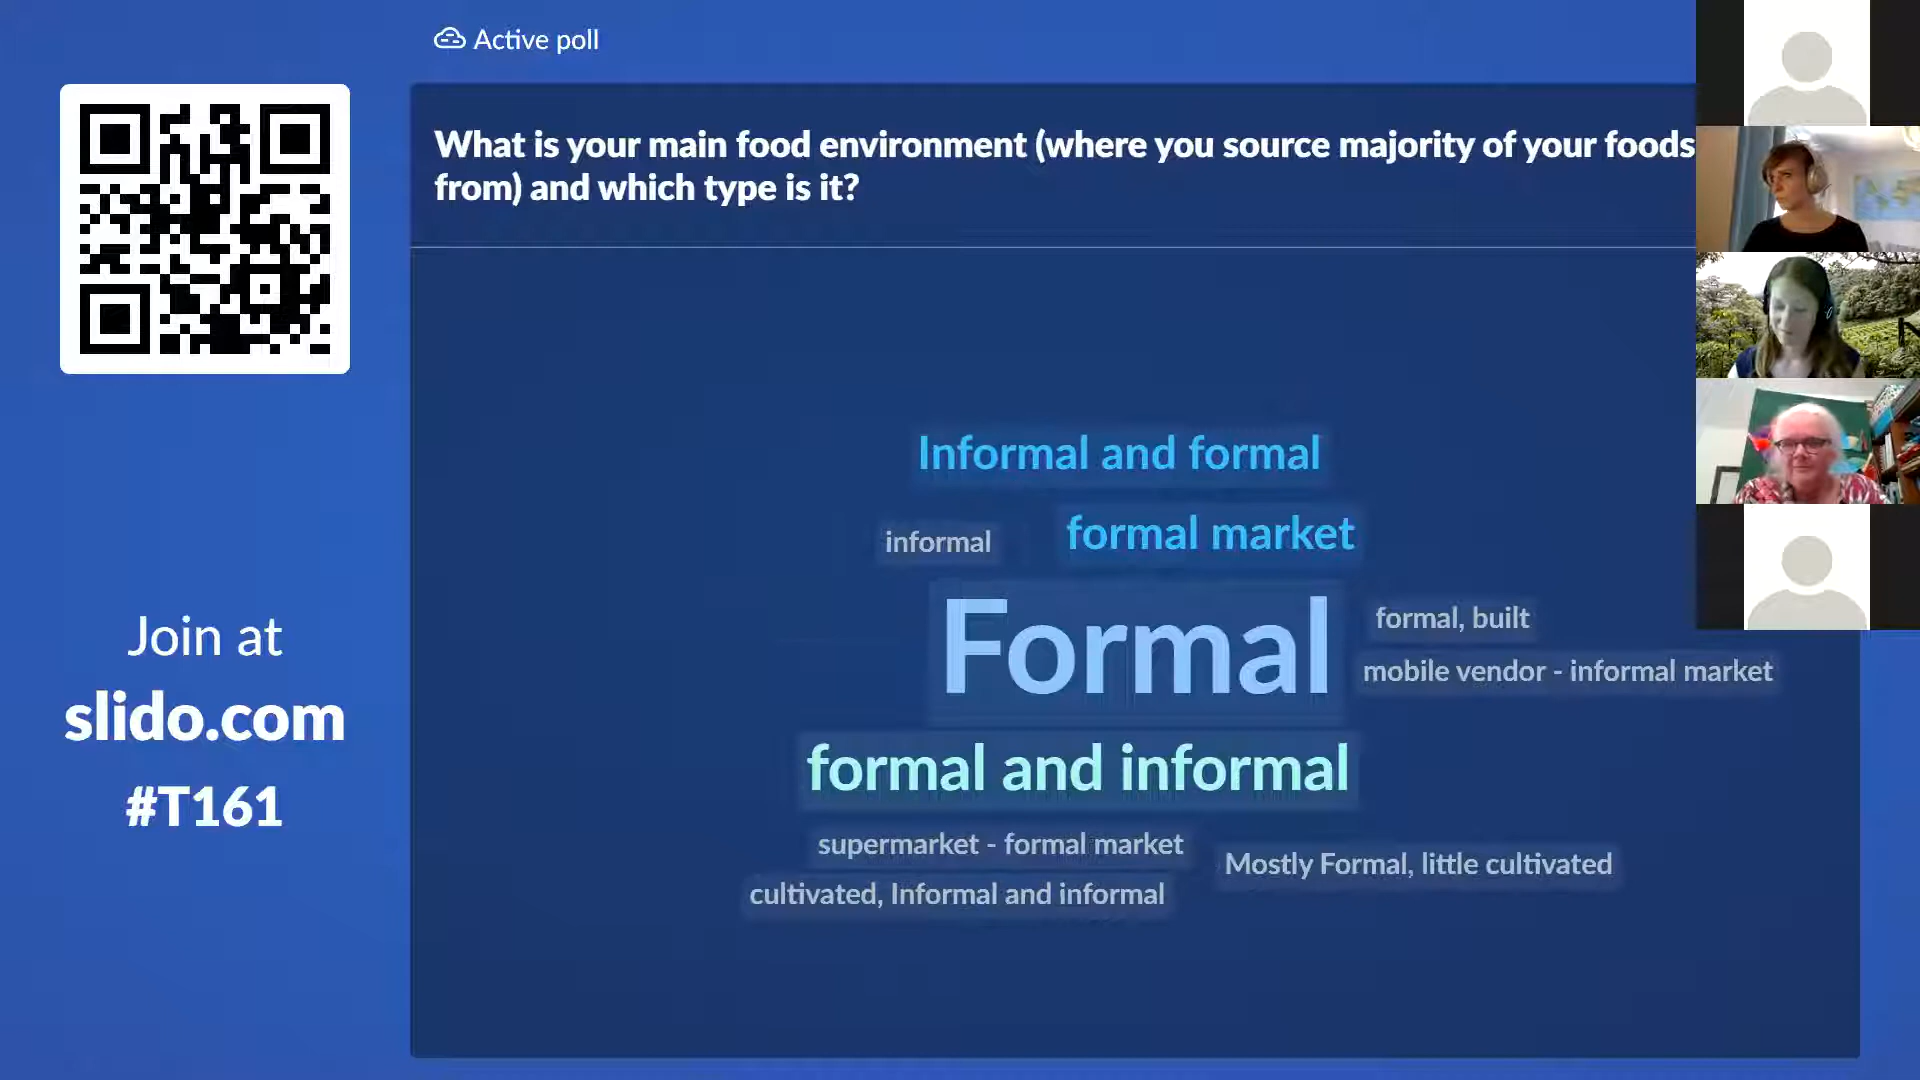 Active poll
What is your main food environment (where you source majority of your foods
from) and which type is it?
Informal and formal
informal
formal market
Formal
formal, built
mobile vendor - informal market
formal and informal
supermarket - formal market
Mostly Formal, little cultivated
cultivated, Informal and informal
Join at
slido.com
#T161